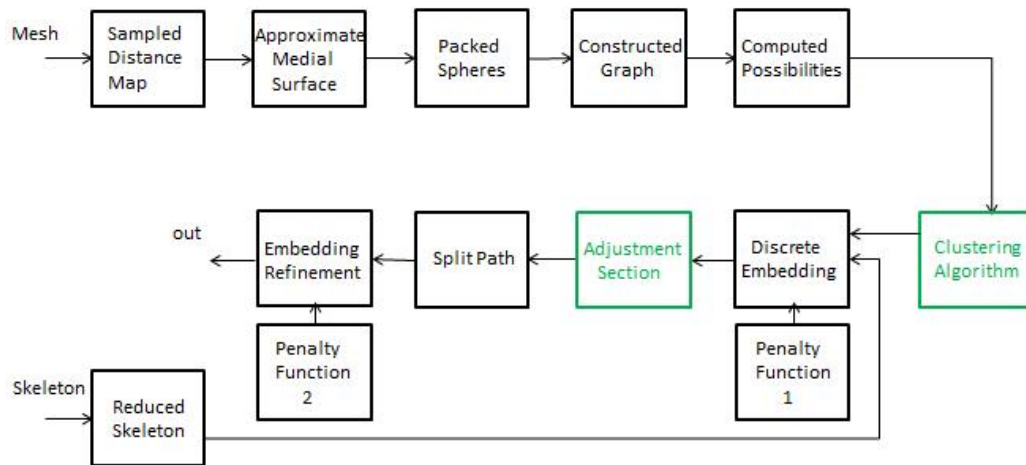 Mesh
Sampled
Distance
Map
Approximate
Medial
Surface
Packed
Spheres
Constructed
Graph
Computed
Possibilities
out
Embedding
Refinement
Split Path
Adjustment
Section
Discrete
Embedding
Clustering
Algorithm
Penalty
Function
2
Penalty
Function
1
Skeleton
Reduced
Skeleton